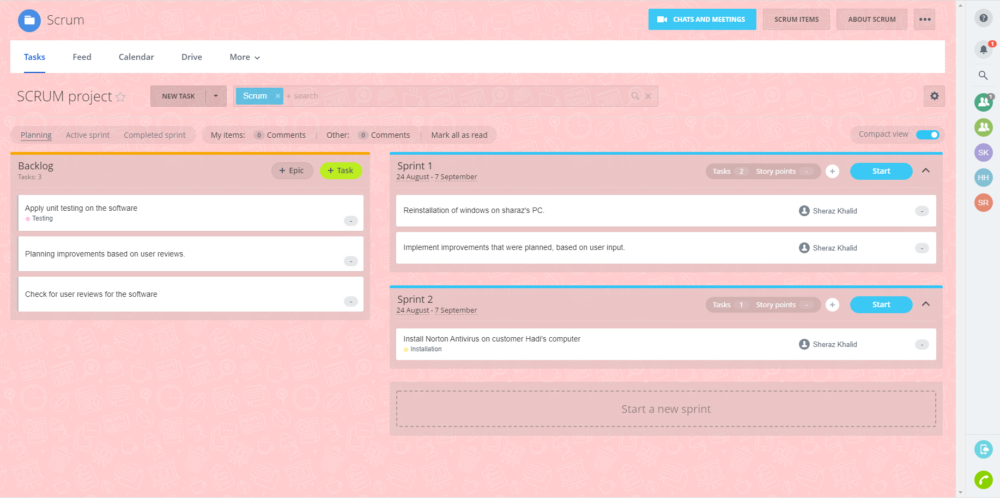 Scrum
CHATS AND MEETINGS
SCRUM ITEMS
ABOUT SCRUM
Tasks
Feed
Calendar
Drive
More
SCRUM project
NEW TASK
Scrum × + search
Planning
Active sprint
Completed sprint
My items: 0 Comments
Other: 0 Comments
Mark all as read
Compact view
Backlog
Tasks: 3
+ Epic
+ Task
Apply unit testing on the software
Testing
-
Planning improvements based on user reviews.
-
Check for user reviews for the software
-
Sprint 1
24 August - 7 September
Tasks 2 Story points -
+
Start
Reinstallation of windows on sharaz's PC.
Sheraz Khalid
-
Implement improvements that were planned, based on user input.
Sheraz Khalid
-
Sprint 2
24 August - 7 September
Tasks 1 Story points -
+
Start
Install Norton Antivirus on customer Hadi's computer
Installation
Sheraz Khalid
-
Start a new sprint
?
1
1
SK
HH
SR